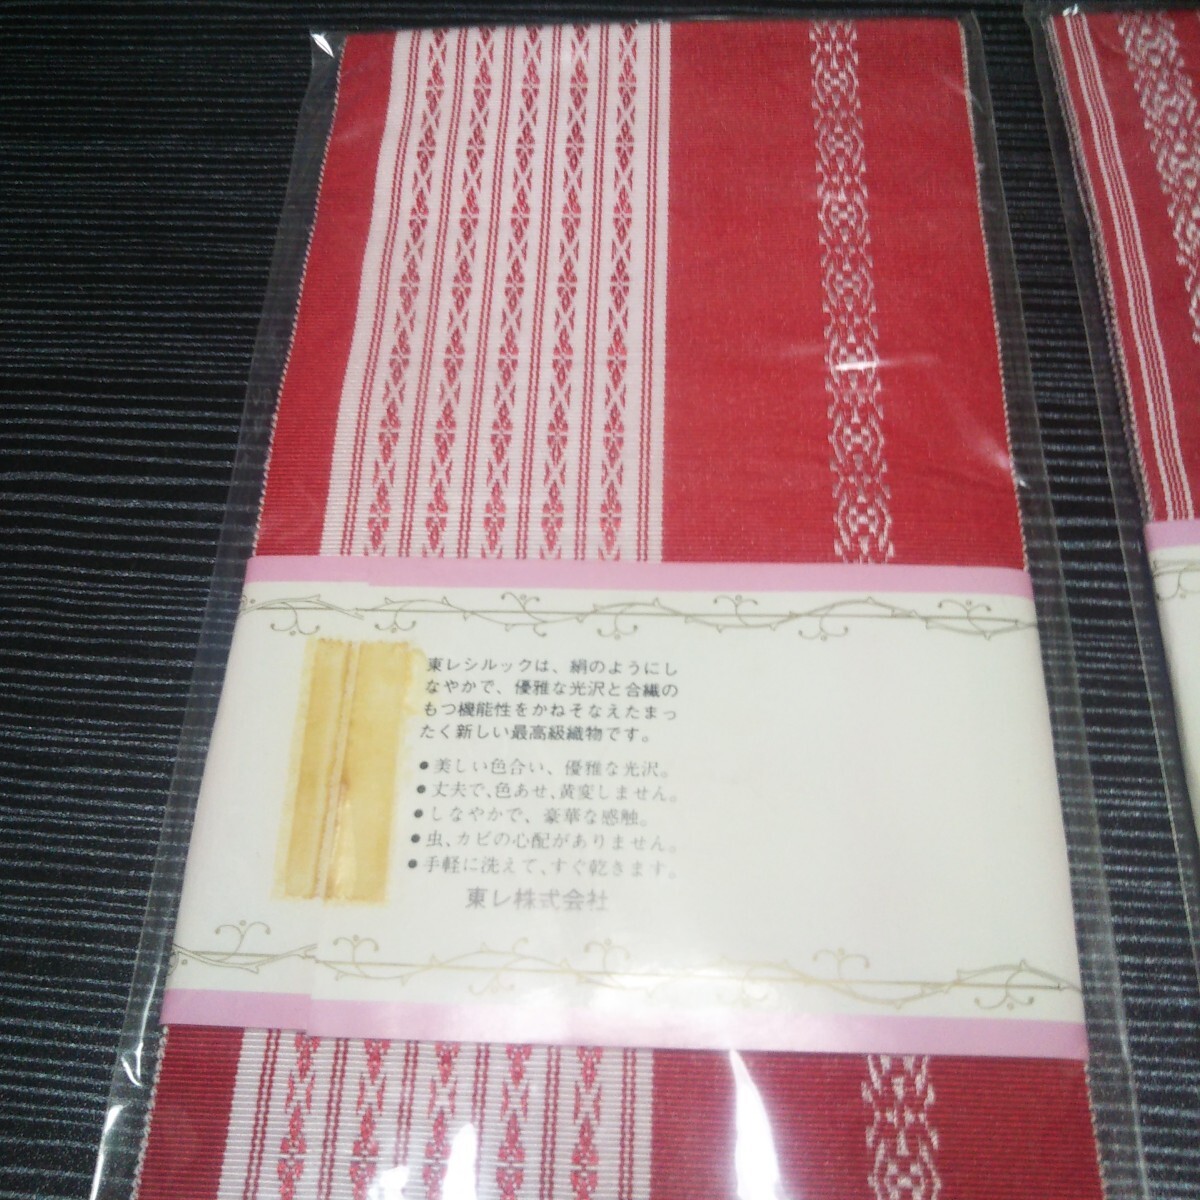 東レシルックは、絹のようにし
なやかで、優雅な光沢と合繊の
もつ機能性をかねそなえたまっ
たく新しい最高級織物です。
●美しい色合い、優雅な光沢。
●丈夫で、色あせ、黄変しません。
●しなやかで、豪華な感触。
●虫、カビの心配がありません。
●手軽に洗えて、すぐ乾きます。
東レ株式会社